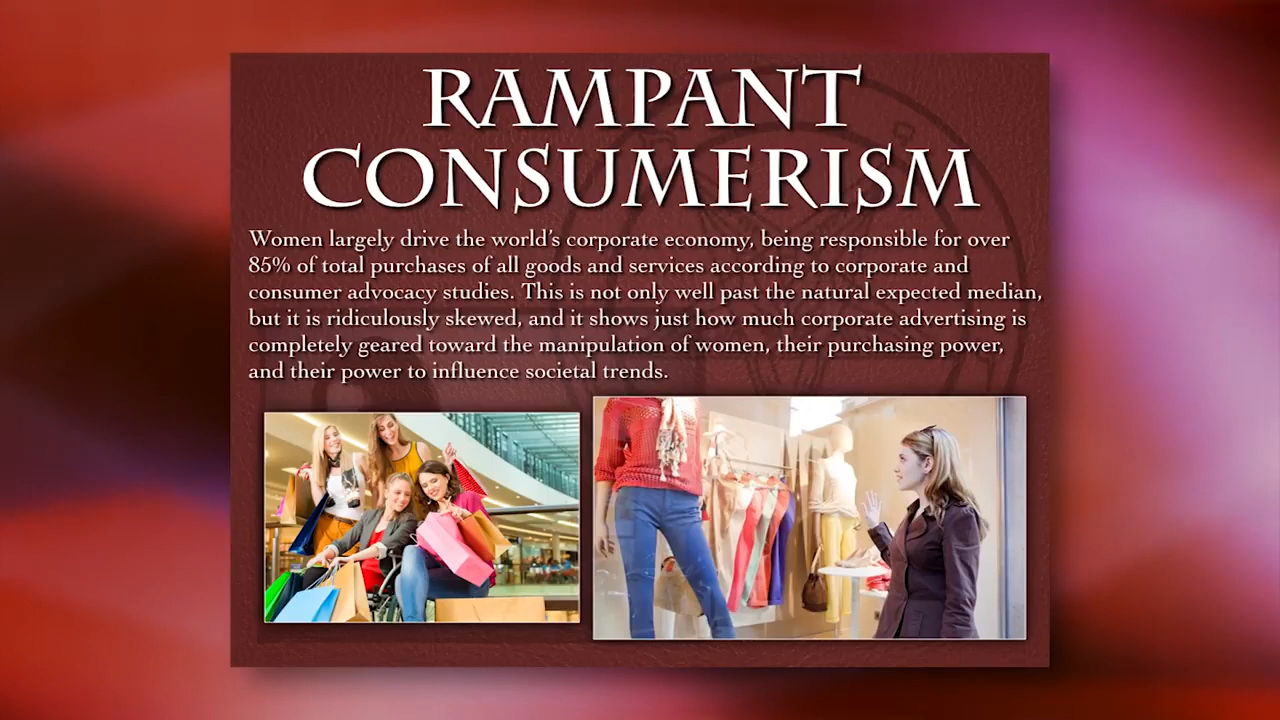 RAMPANT
CONSUMERISM
Women largely drive the world's corporate economy, being responsible for over
85% of total purchases of all goods and services according to corporate and
consumer advocacy studies. This is not only well past the natural expected median,
but it is ridiculously skewed, and it shows just how much corporate advertising is
completely geared toward the manipulation of women, their purchasing power,
and their power to influence societal trends.